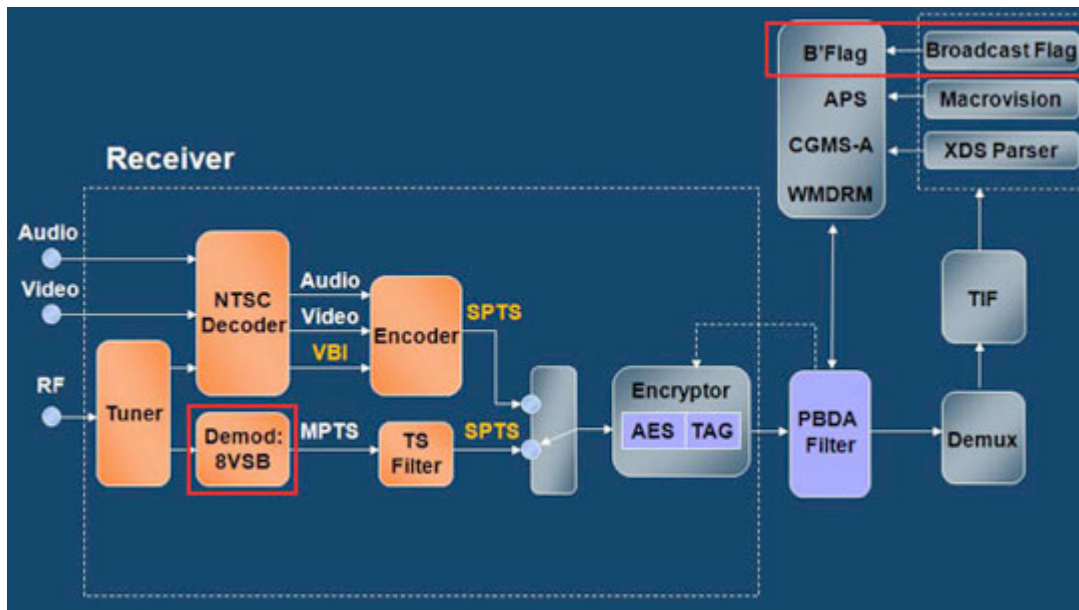 B'Flag
Broadcast Flag
APS
Macrovision
CGMS-A
XDS Parser
WMDRM
Receiver
Audio
Video
RF
Tuner
NTSC
Decoder
Audio
Video
VBI
Encoder
SPTS
Demod:
8VSB
MPTS
TS
Filter
SPTS
Encryptor
AES
TAG
PBDA
Filter
Demux
TIF